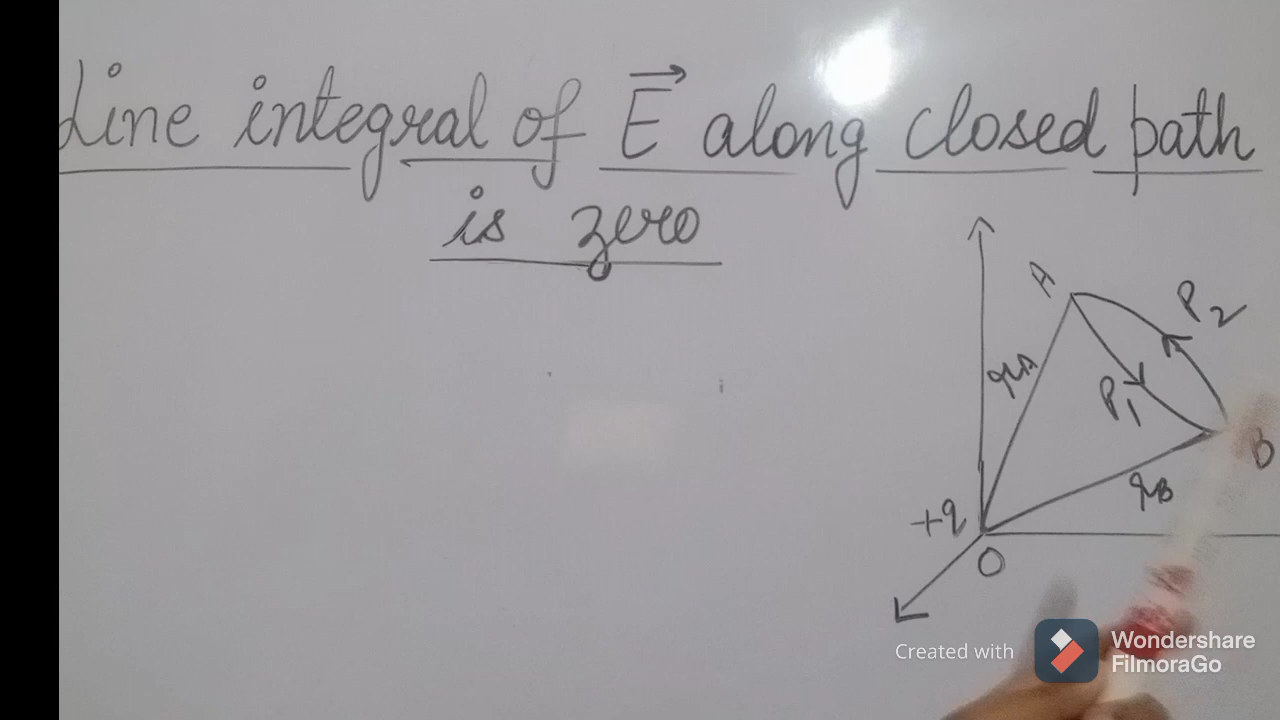 Line integral of E along closed path
is zero
A
P2
rA
P1
B
rB
+q
O
Created with
Wondershare
FilmoraGo